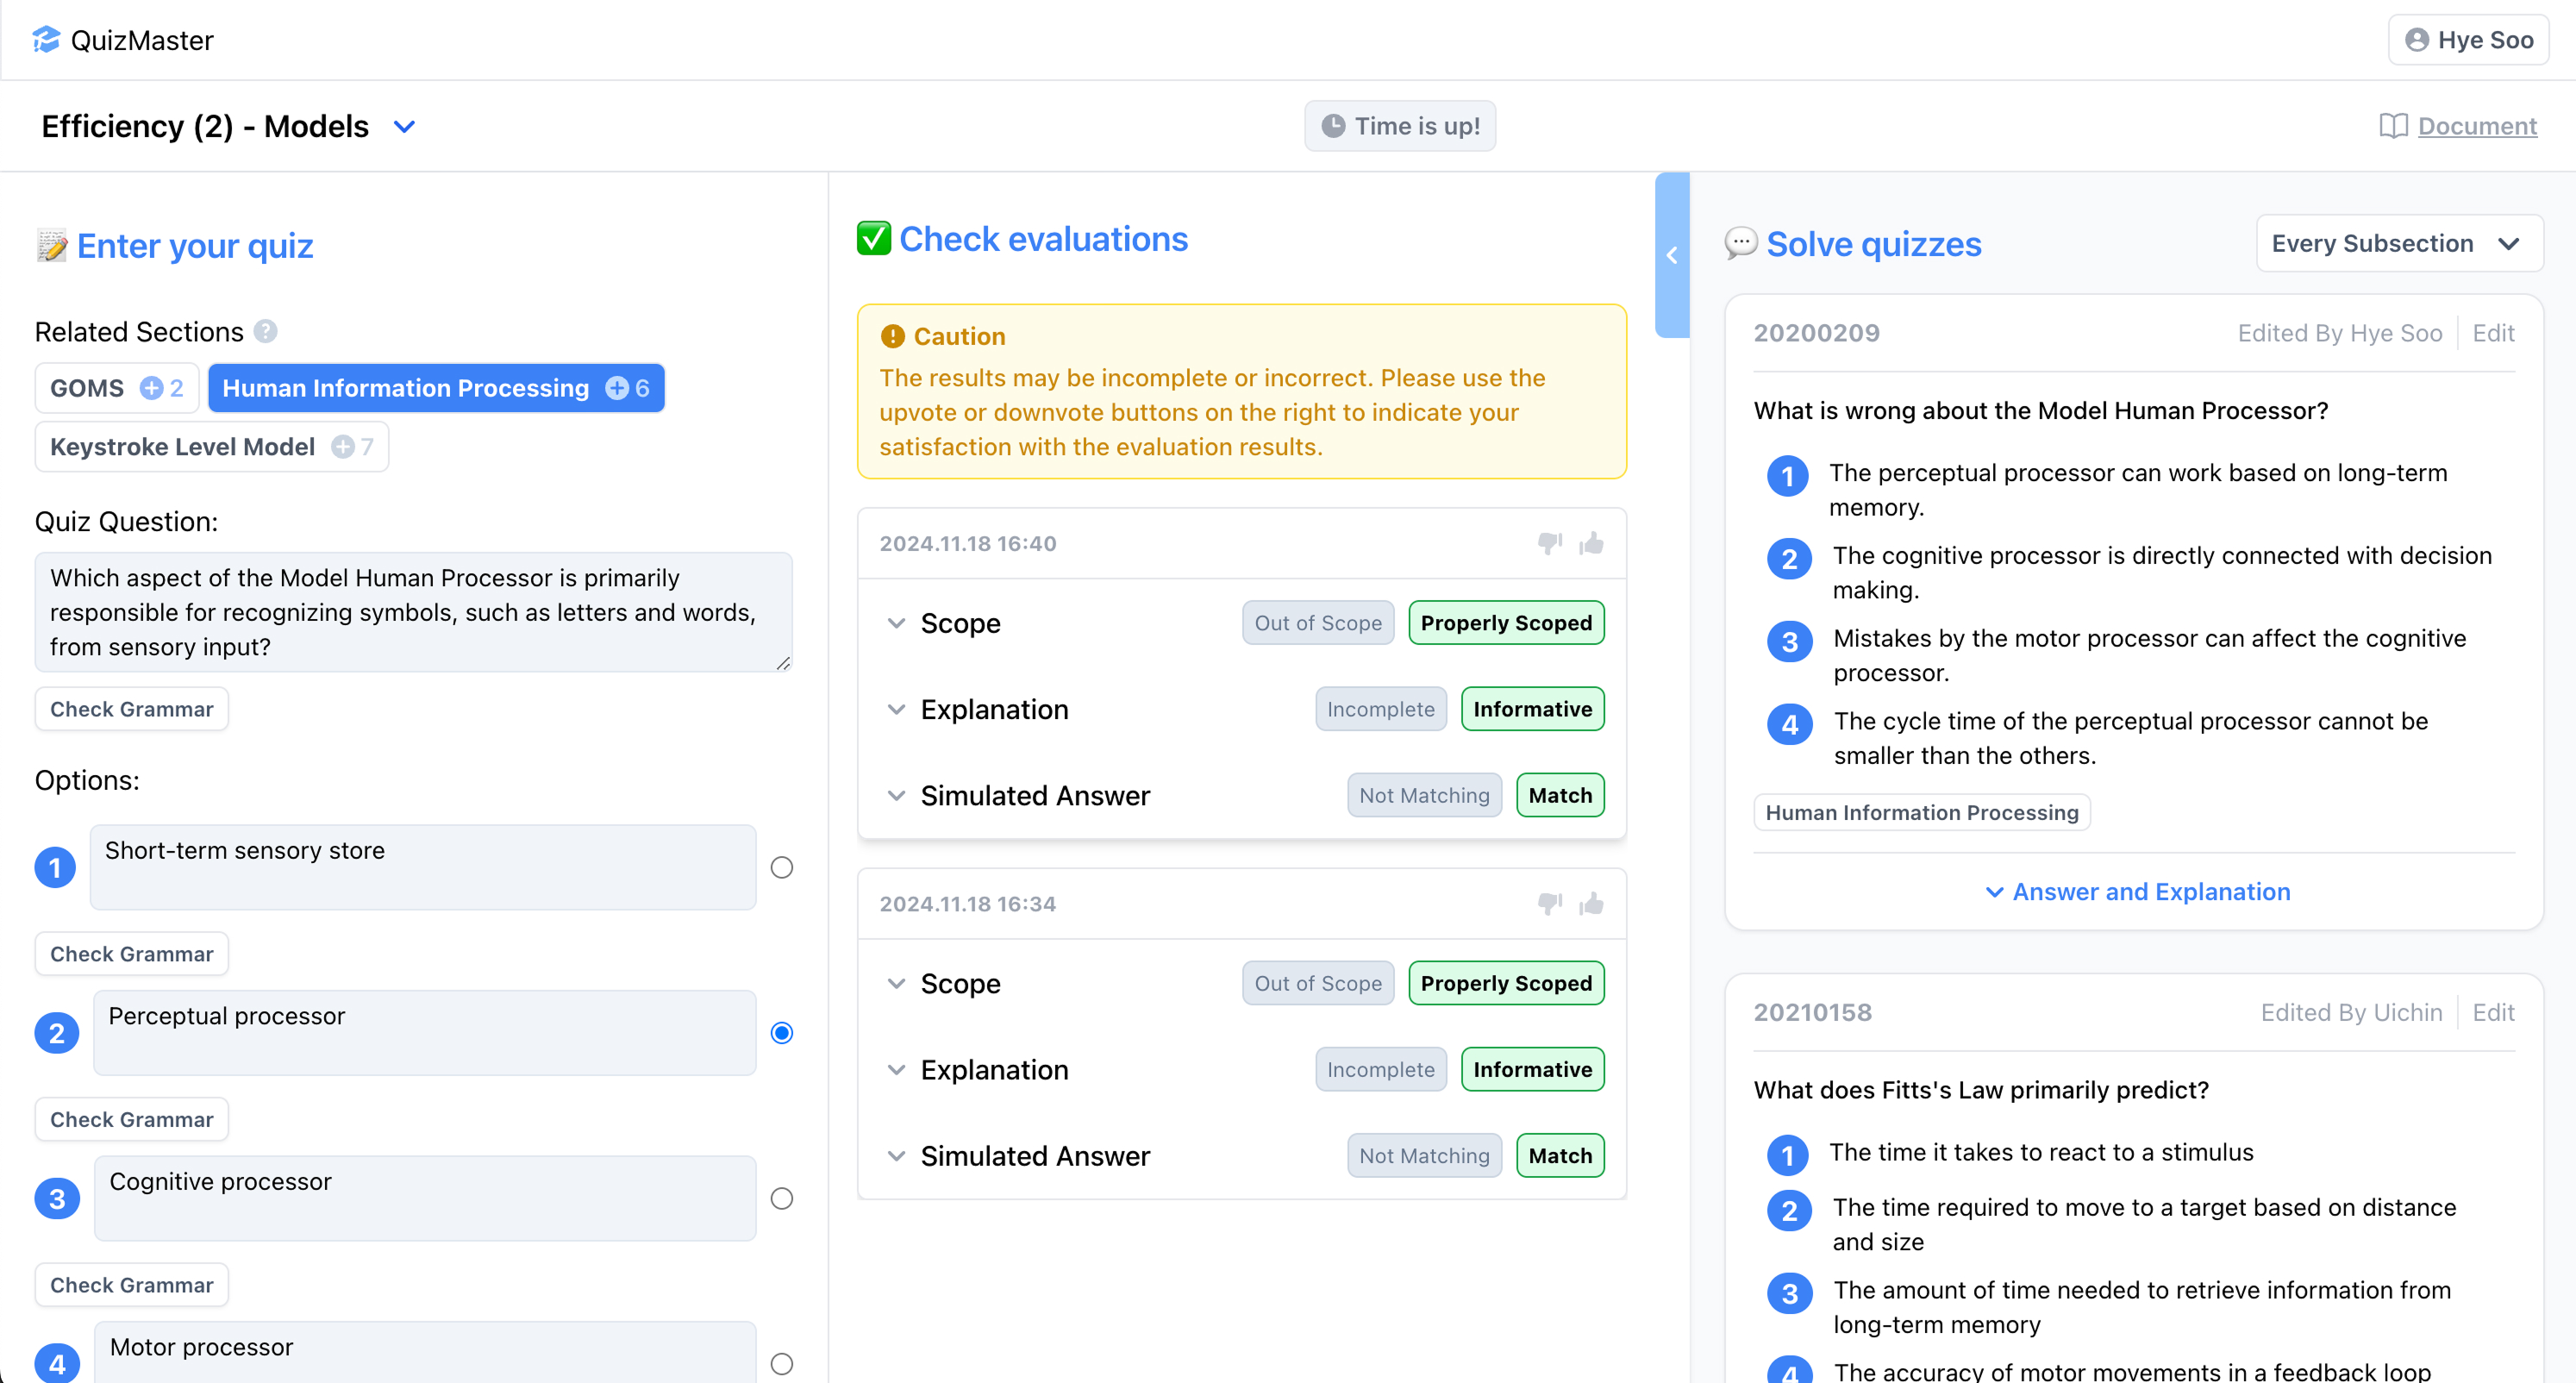 QuizMaster
Hye Soo
Efficiency (2) - Models
Time is up!
Document
Enter your quiz
Related Sections ?
GOMS + 2
Human Information Processing + 6
Keystroke Level Model + 7
Quiz Question:
Which aspect of the Model Human Processor is primarily
responsible for recognizing symbols, such as letters and words,
from sensory input?
Check Grammar
Options:
1 Short-term sensory store
Check Grammar
2 Perceptual processor
Check Grammar
3 Cognitive processor
Check Grammar
4 Motor processor
Check evaluations
Caution
The results may be incomplete or incorrect. Please use the
upvote or downvote buttons on the right to indicate your
satisfaction with the evaluation results.
2024.11.18 16:40
Scope Out of Scope Properly Scoped
Explanation Incomplete Informative
Simulated Answer Not Matching Match
2024.11.18 16:34
Scope Out of Scope Properly Scoped
Explanation Incomplete Informative
Simulated Answer Not Matching Match
Solve quizzes
Every Subsection
20200209 Edited By Hye Soo Edit
What is wrong about the Model Human Processor?
1 The perceptual processor can work based on long-term
memory.
2 The cognitive processor is directly connected with decision
making.
3 Mistakes by the motor processor can affect the cognitive
processor.
4 The cycle time of the perceptual processor cannot be
smaller than the others.
Human Information Processing
Answer and Explanation
20210158 Edited By Uichin Edit
What does Fitts's Law primarily predict?
1 The time it takes to react to a stimulus
2 The time required to move to a target based on distance
and size
3 The amount of time needed to retrieve information from
long-term memory
4 The accuracy of motor movements in a feedback loop